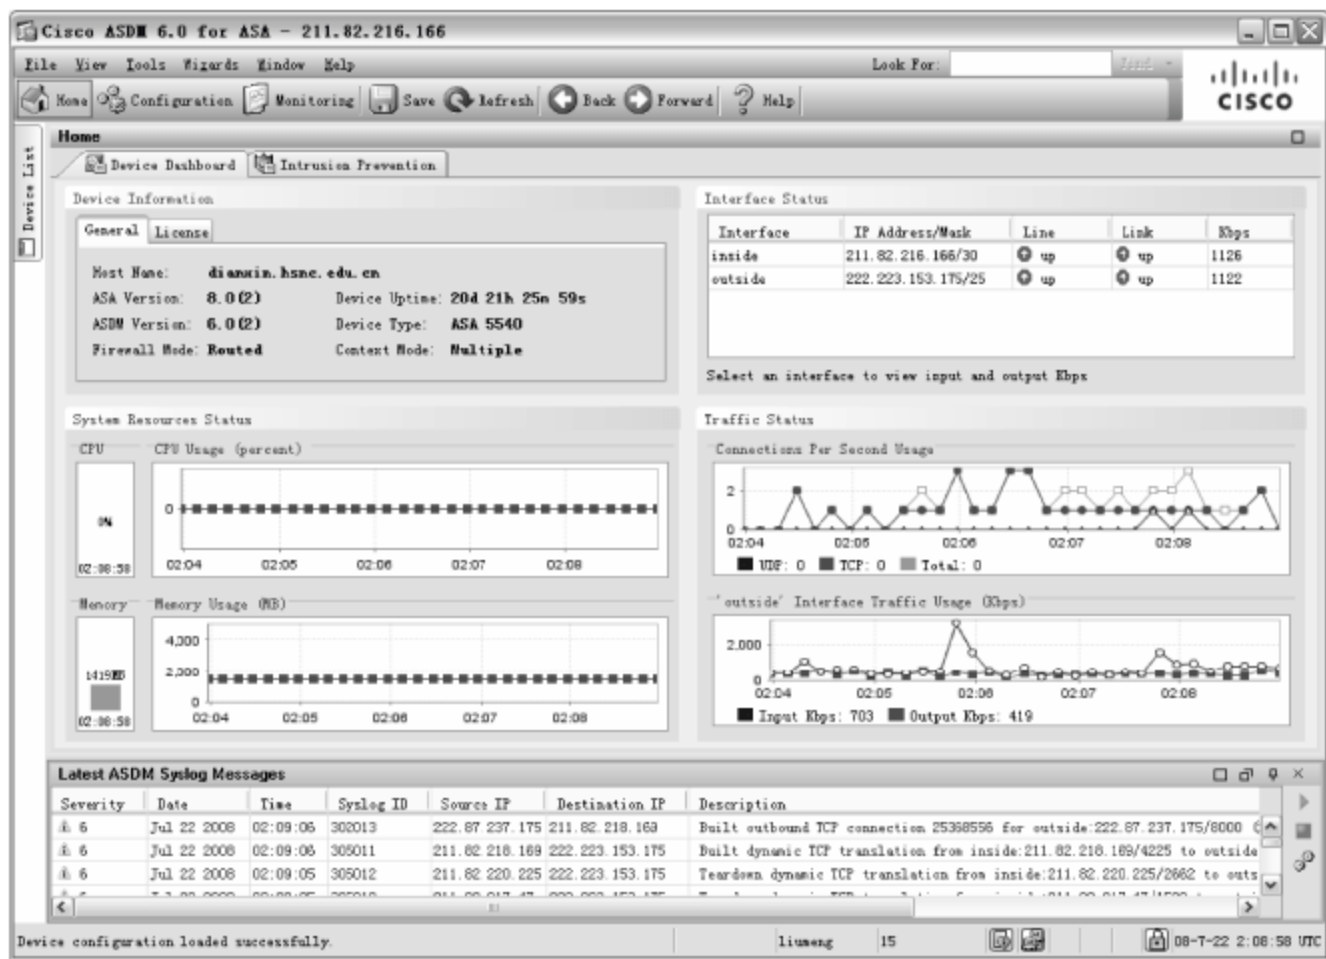 Cisco ASDM 6.0 for ASA - 211.82.216.166
File View Tools Wizards Window Help
Look For:
Home Configuration Monitoring Save Refresh Back Forward Help
CISCO
Device List
Home
Device Dashboard Intrusion Prevention
Device Information
General License
Host Name: dianxin.hsnc.edu.cn
ASA Version: 8.0(2) Device Uptime: 20d 21h 25m 59s
ASDM Version: 6.0(2) Device Type: ASA 5540
Firewall Mode: Routed Context Mode: Multiple
Interface Status
Interface IP Address/Mask Line Link Kbps
inside 211.82.216.166/30 up up 1126
outside 222.223.153.175/25 up up 1122
Select an interface to view input and output Kbps
System Resources Status
CPU CPU Usage (percent)
0
0%
02:08:58
02:04 02:05 02:06 02:07 02:08
Memory Memory Usage (MB)
4,000
2,000
0
1419MB
02:08:58
02:04 02:05 02:06 02:07 02:08
Traffic Status
Connections Per Second Usage
2
0
02:04 02:05 02:06 02:07 02:08
UDP: 0 TCP: 0 Total: 0
'outside' Interface Traffic Usage (Kbps)
2,000
0
02:04 02:05 02:06 02:07 02:08
Input Kbps: 703 Output Kbps: 419
Latest ASDM Syslog Messages
Severity Date Time Syslog ID Source IP Destination IP Description
6 Jul 22 2008 02:09:06 302013 222.87.237.175 211.82.218.169 Built outbound TCP connection 25368556 for outside:222.87.237.175/8000
6 Jul 22 2008 02:09:06 305011 211.82.218.169 222.223.153.175 Built dynamic TCP translation from inside:211.82.218.169/4225 to outside
6 Jul 22 2008 02:09:05 305012 211.82.220.225 222.223.153.175 Teardown dynamic TCP translation from inside:211.82.220.225/2662 to outs
Device configuration loaded successfully.
liumeng 15
08-7-22 2:08:58 UTC